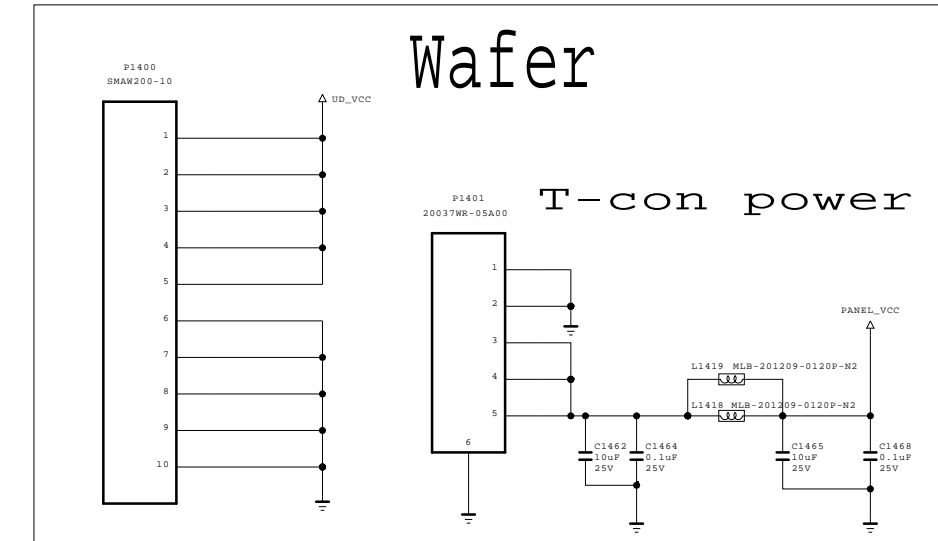 Wafer
P1400
SMAW200-10
UD_VCC
1
2
3
4
5
6
7
8
9
10
T-con power
P1401
20037WR-05A00
1
2
3
4
5
6
PANEL_VCC
L1419 MLB-201209-0120P-N2
L1418 MLB-201209-0120P-N2
C1462
10uF
25V
C1464
0.1uF
25V
C1465
10uF
25V
C1468
0.1uF
25V